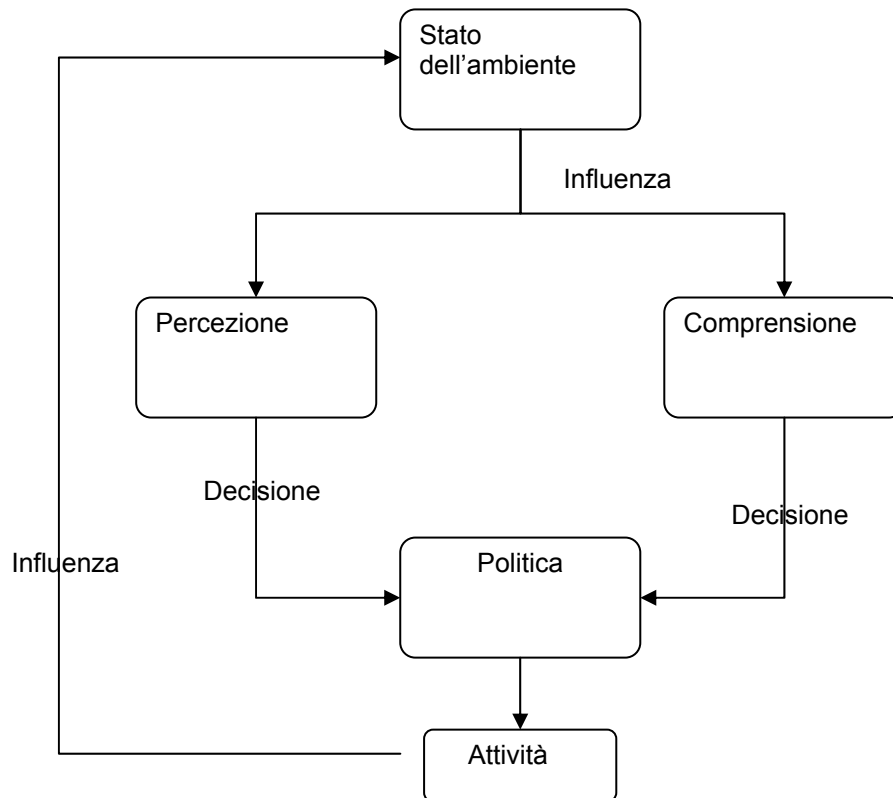 Stato
dell’ambiente
Influenza
Percezione
Comprensione
Decisione
Decisione
Influenza
Politica
Attività